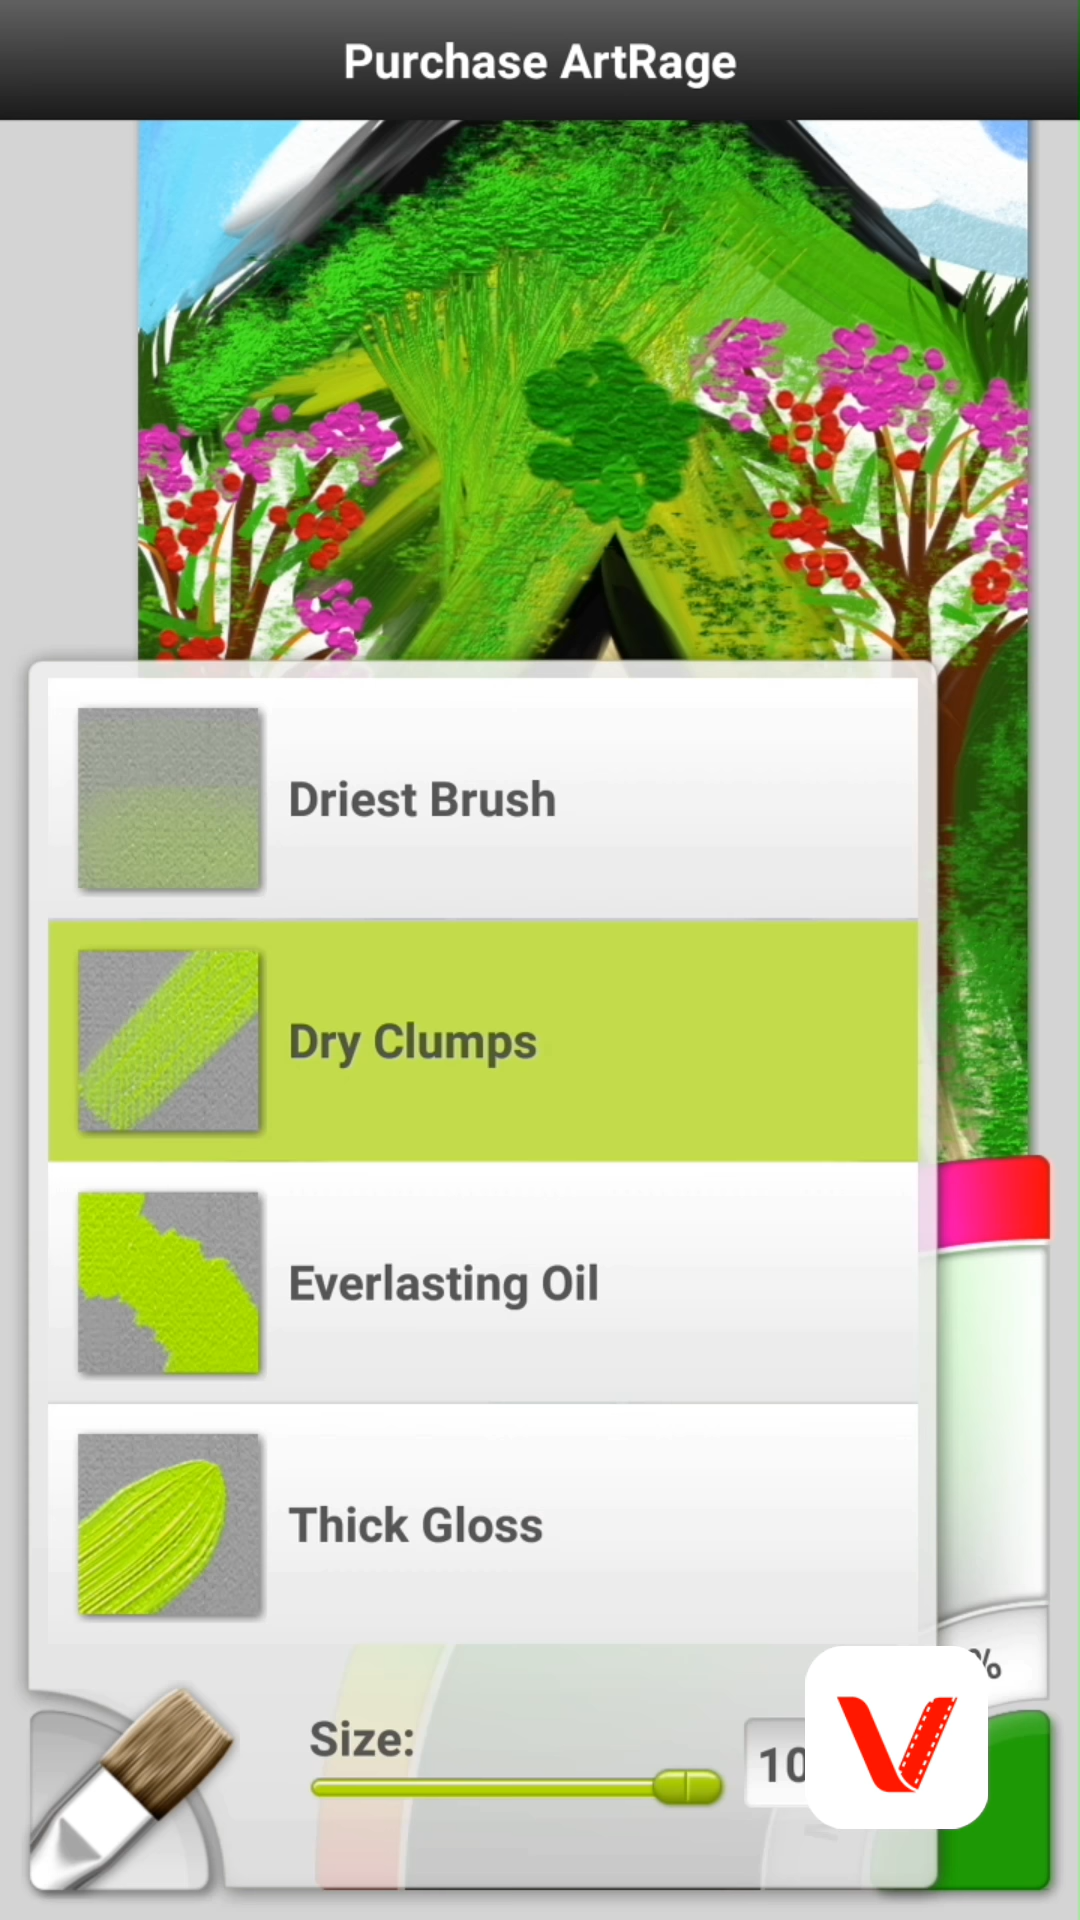 Purchase ArtRage
Driest Brush
Dry Clumps
Everlasting Oil
Thick Gloss
%
Size: